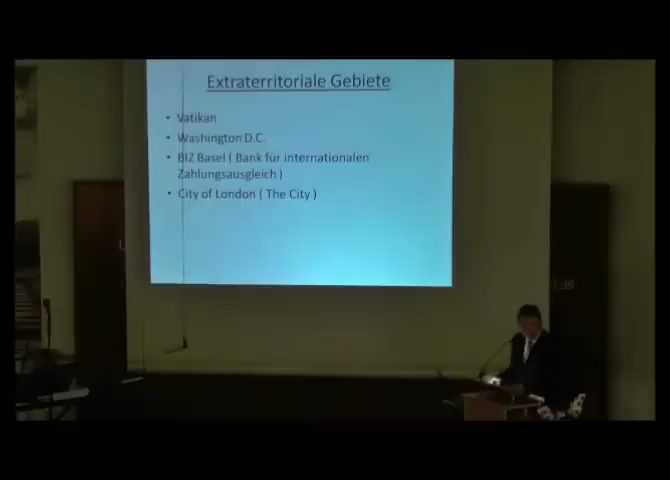 Extraterritoriale Gebiete
• Vatikan
• Washington D.C.
• BIZ Basel ( Bank für internationalen
Zahlungsausgleich )
• City of London ( The City )